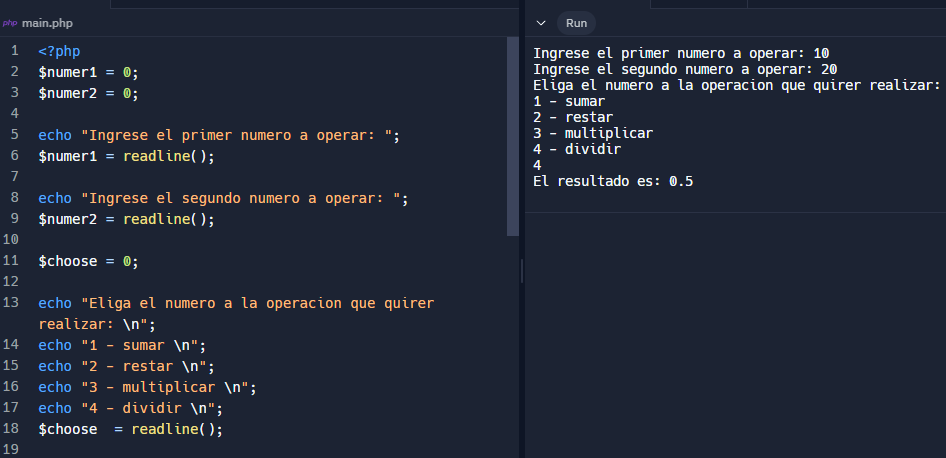 php main.php
1 <?php
2 $numer1 = 0;
3 $numer2 = 0;
4
5 echo "Ingrese el primer numero a operar: ";
6 $numer1 = readline();
7
8 echo "Ingrese el segundo numero a operar: ";
9 $numer2 = readline();
10
11 $choose = 0;
12
13 echo "Eliga el numero a la operacion que quirer
realizar: \n";
14 echo "1 - sumar \n";
15 echo "2 - restar \n";
16 echo "3 - multiplicar \n";
17 echo "4 - dividir \n";
18 $choose  = readline();
19
Run
Ingrese el primer numero a operar: 10
Ingrese el segundo numero a operar: 20
Eliga el numero a la operacion que quirer realizar:
1 - sumar
2 - restar
3 - multiplicar
4 - dividir
4
El resultado es: 0.5